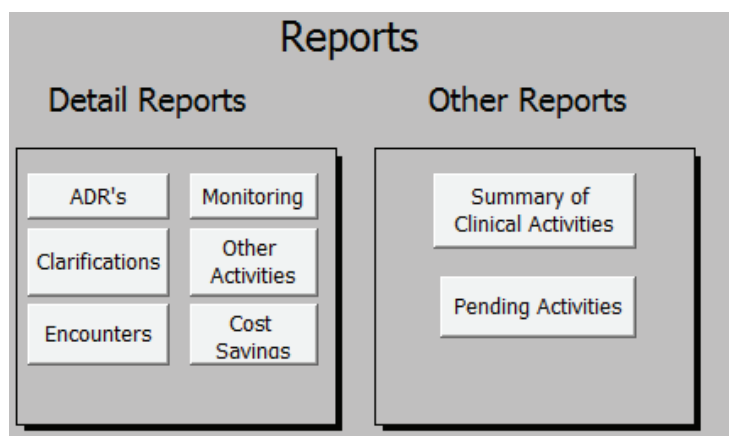 Reports
Detail Reports
Other Reports
ADR's
Monitoring
Clarifications
Other
Activities
Encounters
Cost
Savings
Summary of
Clinical Activities
Pending Activities